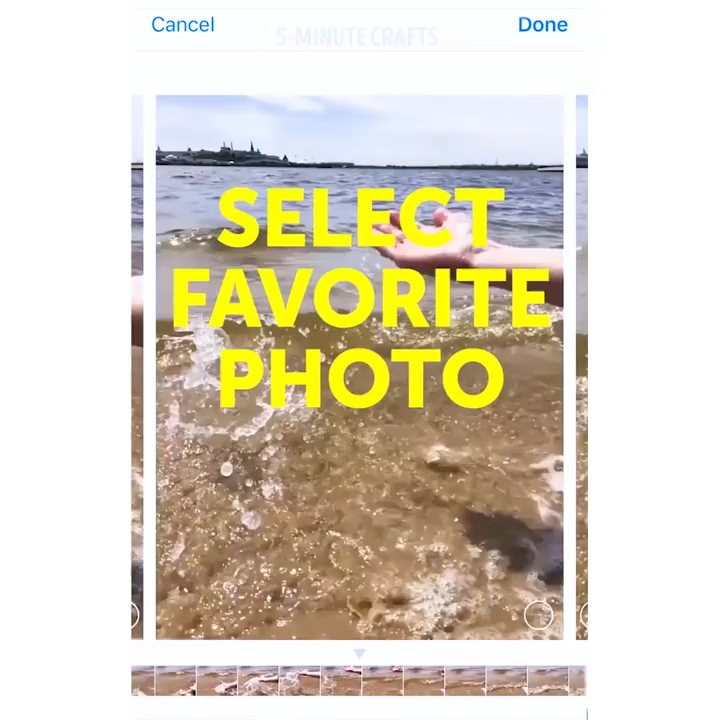 Cancel
5-MINUTE CRAFTS
Done
SELECT
FAVORITE
PHOTO